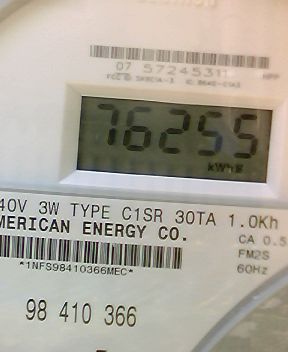 07 57245311
76255
kWh
40V 3W TYPE C1SR 30TA 1.0Kh
MERICAN ENERGY CO.
CA 0.5
*1NFS98410366MEC*
FM2S
60Hz
98 410 366